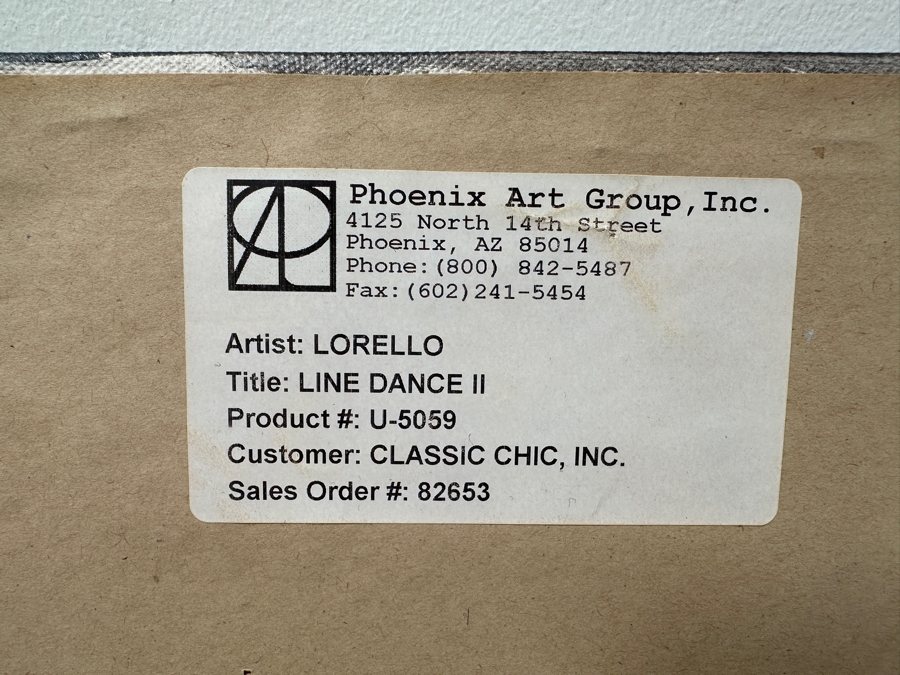 Phoenix Art Group,Inc.
4125 North 14th Street
Phoenix, AZ 85014
Phone:(800) 842-5487
Fax:(602)241-5454
Artist: LORELLO
Title: LINE DANCE II
Product #: U-5059
Customer: CLASSIC CHIC, INC.
Sales Order #: 82653